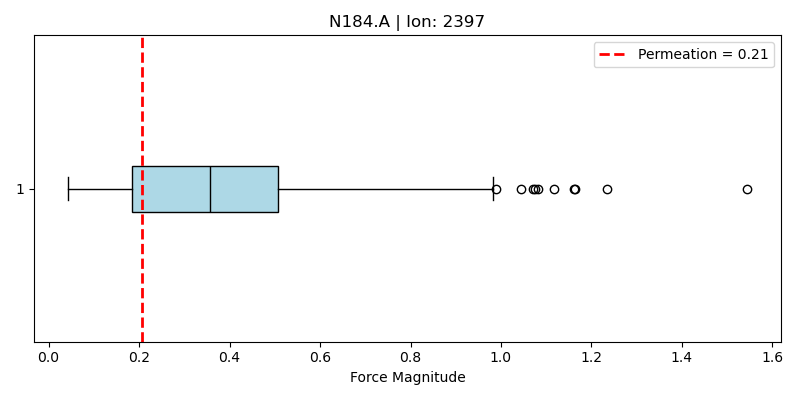 N184.A | Ion: 2397
Permeation = 0.21
1
0.0 0.2 0.4 0.6 0.8 1.0 1.2 1.4 1.6
Force Magnitude